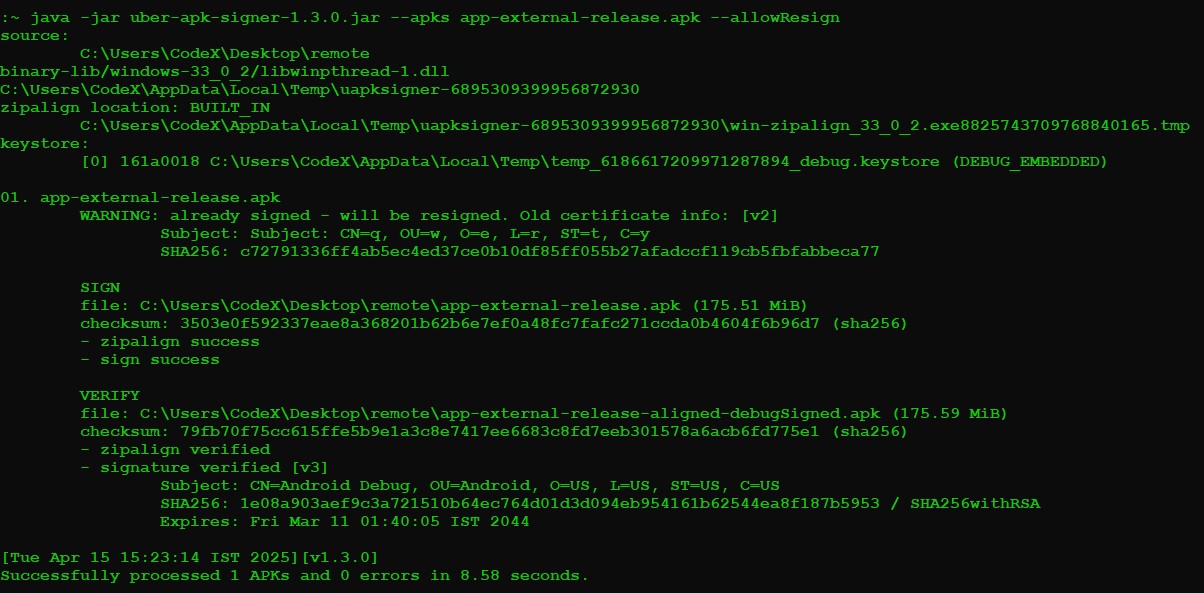 :~ java -jar uber-apk-signer-1.3.0.jar --apks app-external-release.apk --allowResign
source:
C:\Users\CodeX\Desktop\remote
binary-lib/windows-33_0_2/libwinpthread-1.dll
C:\Users\CodeX\AppData\Local\Temp\uapksigner-6895309399956872930
zipalign location: BUILT_IN
C:\Users\CodeX\AppData\Local\Temp\uapksigner-6895309399956872930\win-zipalign_33_0_2.exe8825743709768840165.tmp
keystore:
[0] 161a0018 C:\Users\CodeX\AppData\Local\Temp\temp_6186617209971287894_debug.keystore (DEBUG_EMBEDDED)
01. app-external-release.apk
WARNING: already signed - will be resigned. Old certificate info: [v2]
Subject: Subject: CN=q, OU=w, O=e, L=r, ST=t, C=y
SHA256: c72791336ff4ab5ec4ed37ce0b10df85ff055b27afadccf119cb5fbfabbeca77
SIGN
file: C:\Users\CodeX\Desktop\remote\app-external-release.apk (175.51 MiB)
checksum: 3503e0f592337eae8a368201b62b6e7ef0a48fc7fafc271ccda0b4604f6b96d7 (sha256)
- zipalign success
- sign success
VERIFY
file: C:\Users\CodeX\Desktop\remote\app-external-release-aligned-debugSigned.apk (175.59 MiB)
checksum: 79fb70f75cc615ffe5b9e1a3c8e7417ee6683c8fd7eeb301578a6acb6fd775e1 (sha256)
- zipalign verified
- signature verified [v3]
Subject: CN=Android Debug, OU=Android, O=US, L=US, ST=US, C=US
SHA256: 1e08a903aef9c3a721510b64ec764d01d3d094eb954161b62544ea8f187b5953 / SHA256withRSA
Expires: Fri Mar 11 01:40:05 IST 2044
[Tue Apr 15 15:23:14 IST 2025][v1.3.0]
Successfully processed 1 APKs and 0 errors in 8.58 seconds.